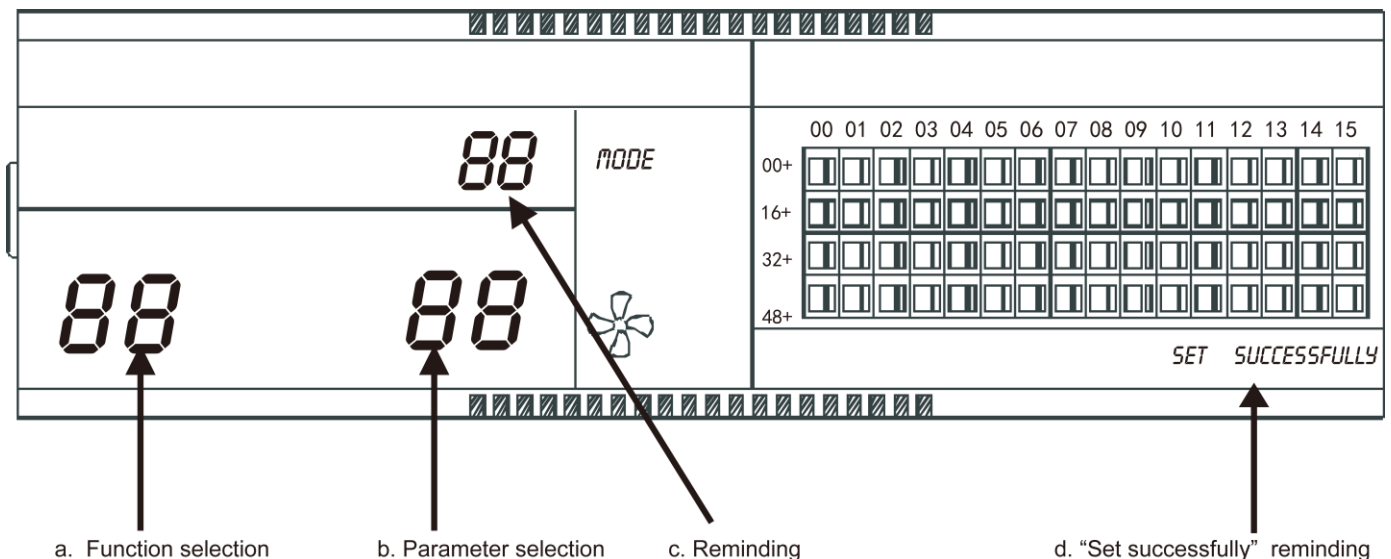 00 01 02 03 04 05 06 07 08 09 10 11 12 13 14 15
88 MODE
00+
16+
32+
48+
88 88
SET SUCCESSFULLY
a. Function selection b. Parameter selection c. Reminding d. “Set successfully” reminding